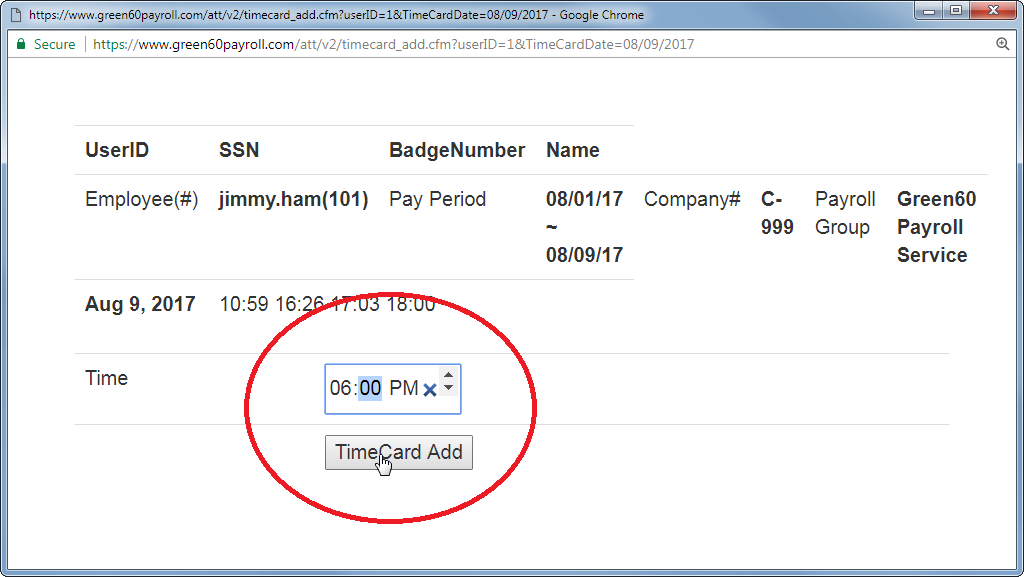 https://www.green60payroll.com/att/v2/timecard_add.cfm?userID=1&TimeCardDate=08/09/2017 - Google Chrome
Secure https://www.green60payroll.com/att/v2/timecard_add.cfm?userID=1&TimeCardDate=08/09/2017
UserID SSN BadgeNumber Name
Employee(#) jimmy.ham(101) Pay Period 08/01/17 Company# C- Payroll Green60
~ 999 Group Payroll
08/09/17 Service
Aug 9, 2017 10:59 16:26 17:03 18:00
Time 06:00 PM
TimeCard Add